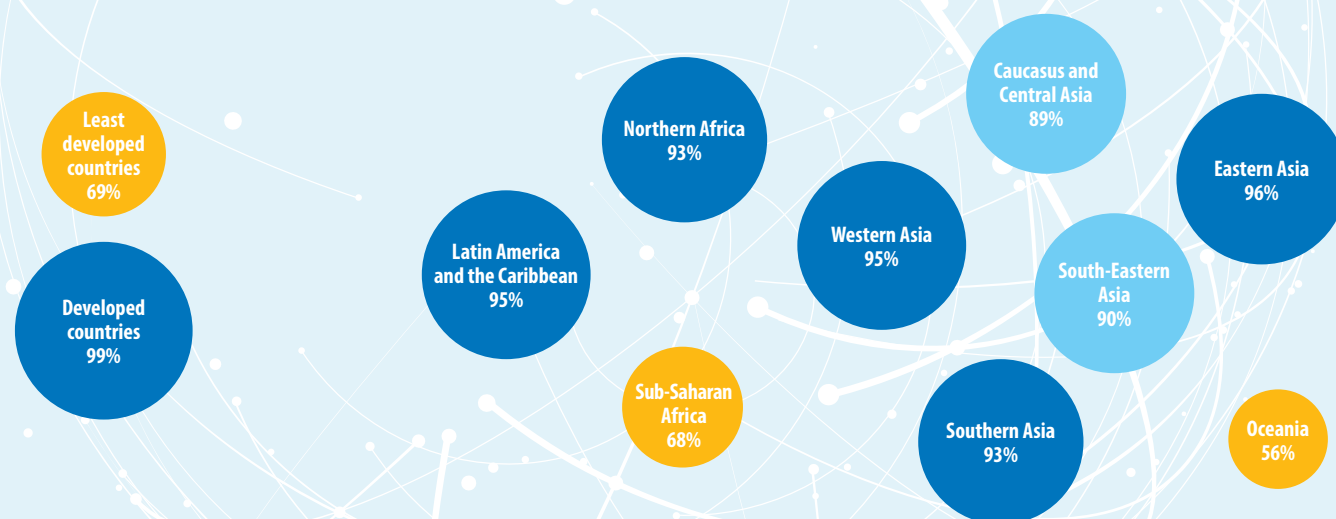 Least
developed
countries
69%
Developed
countries
99%
Latin America
and the Caribbean
95%
Northern Africa
93%
Sub-Saharan
Africa
68%
Western Asia
95%
Caucasus and
Central Asia
89%
South-Eastern
Asia
90%
Southern Asia
93%
Eastern Asia
96%
Oceania
56%